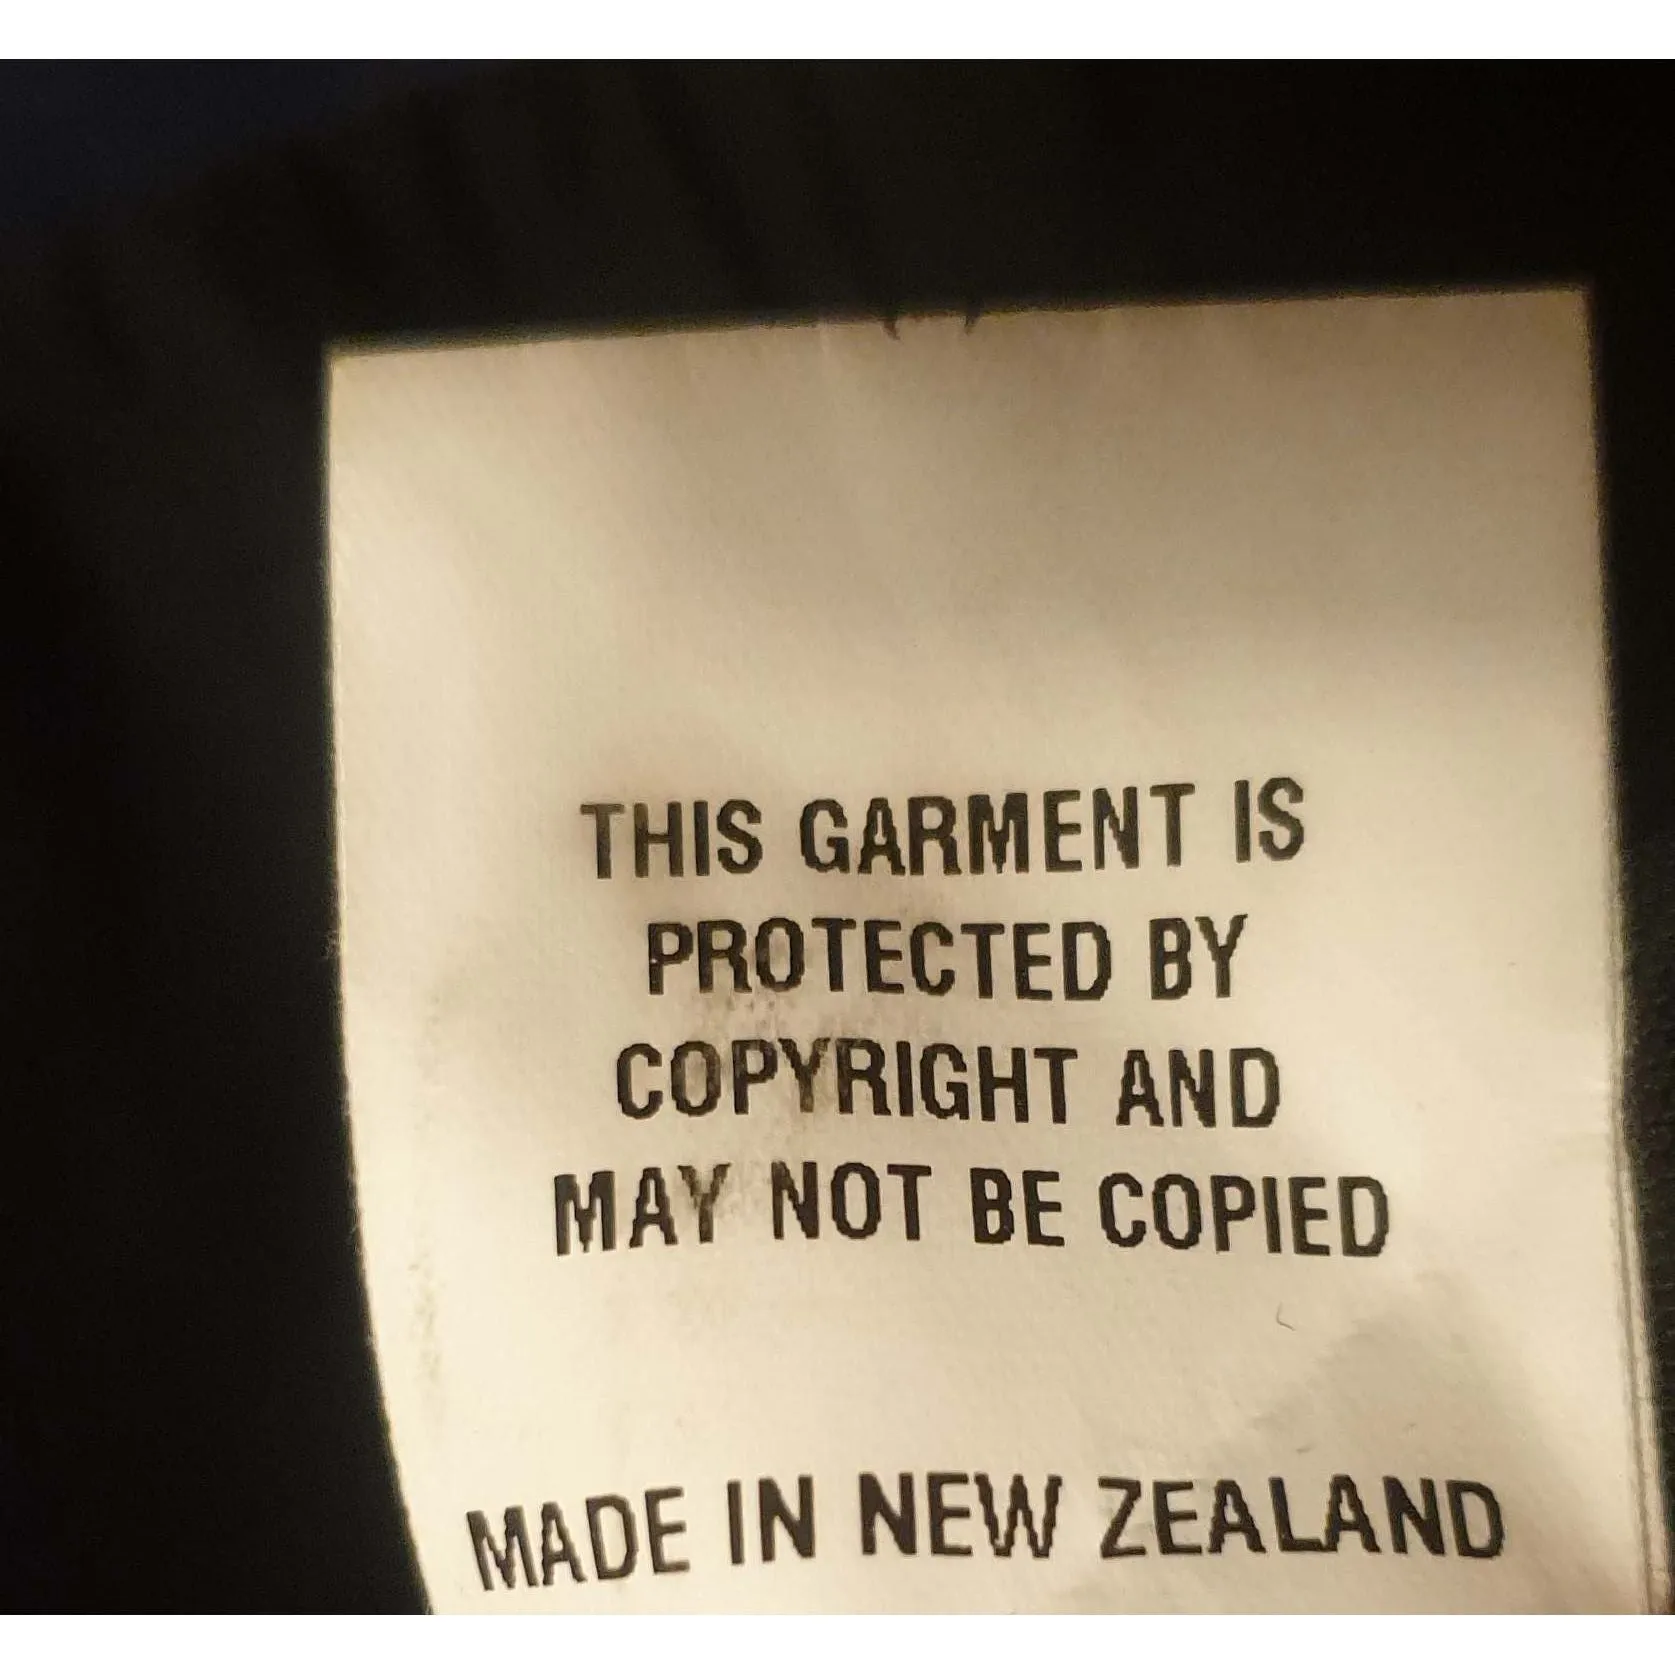 THIS GARMENT IS
PROTECTED BY
COPYRIGHT AND
MAY NOT BE COPIED
MADE IN NEW ZEALAND